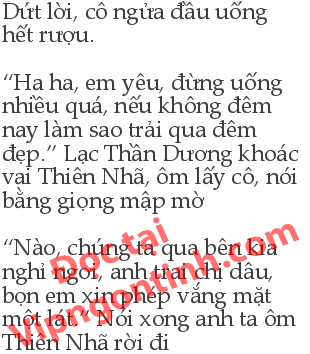 Dứt lời, cô ngửa đầu uống
hết rượu.
“Ha ha, em yêu, đừng uống
nhiều quá, nếu không đêm
nay làm sao trải qua đêm
đẹp.” Lạc Thần Dương khoác
vai Thiên Nhã, ôm lấy cô, nói
bằng giọng mập mờ
“Nào, chúng ta qua bên kia
nghỉ ngơi, anh trai chị dâu,
bọn em xin phép vắng mặt
một lát.” Nói xong anh ta ôm
Thiên Nhã rời đi
Doctai
Vipngontinh.com